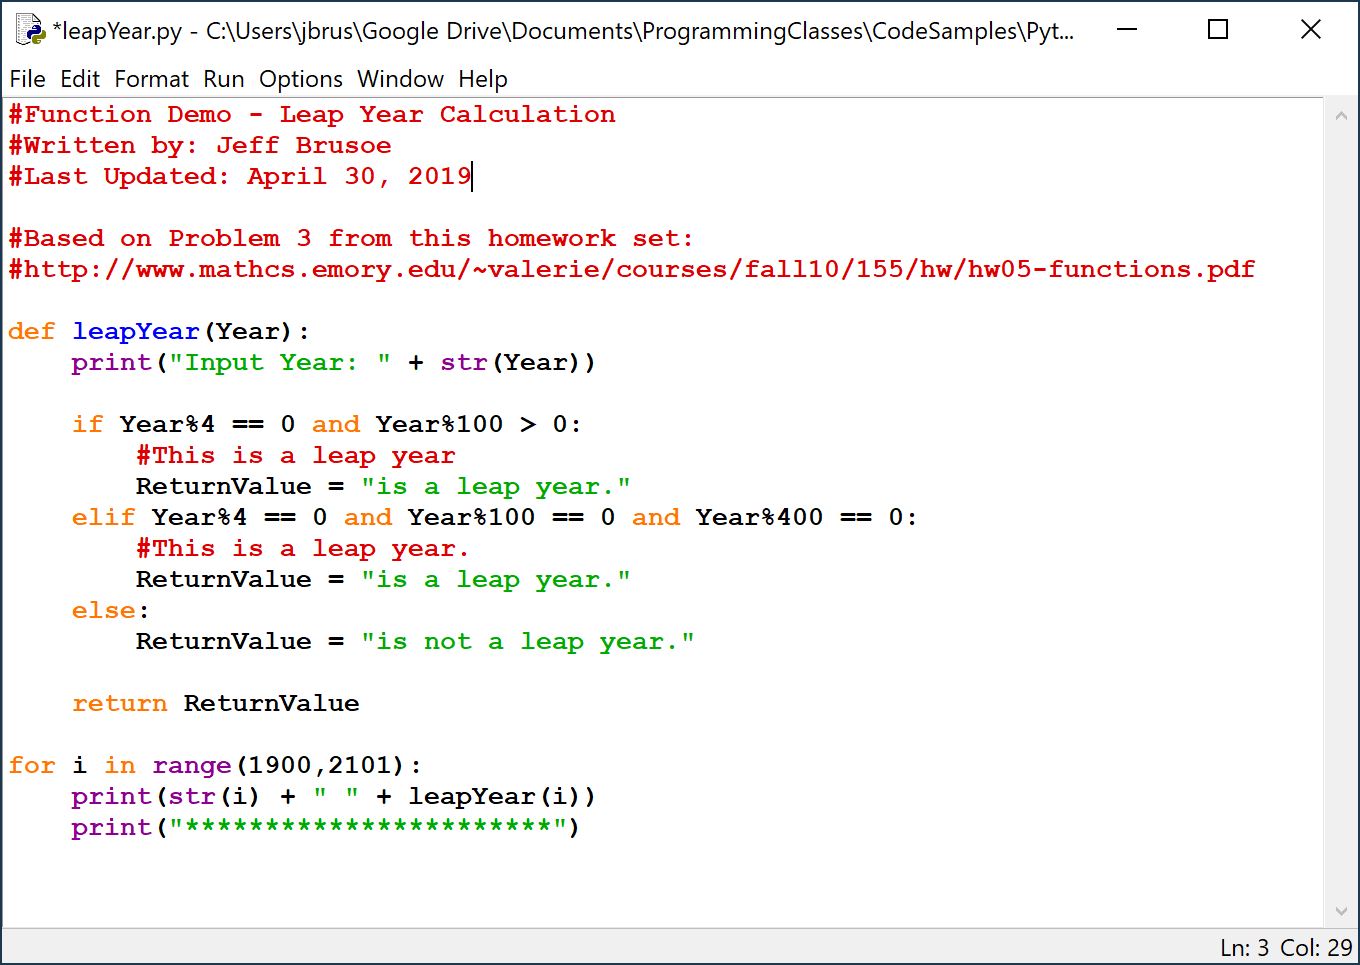 *leapYear.py - C:\Users\jbrus\Google Drive\Documents\ProgrammingClasses\CodeSamples\Pyt...
File Edit Format Run Options Window Help
#Function Demo - Leap Year Calculation
#Written by: Jeff Brusoe
#Last Updated: April 30, 2019
#Based on Problem 3 from this homework set:
#http://www.mathcs.emory.edu/~valerie/courses/fall10/155/hw/hw05-functions.pdf
def leapYear(Year):
    print("Input Year: " + str(Year))
    if Year%4 == 0 and Year%100 > 0:
        #This is a leap year
        ReturnValue = "is a leap year."
    elif Year%4 == 0 and Year%100 == 0 and Year%400 == 0:
        #This is a leap year.
        ReturnValue = "is a leap year."
    else:
        ReturnValue = "is not a leap year."
    return ReturnValue
for i in range(1900,2101):
    print(str(i) + " " + leapYear(i))
    print("***********************")
Ln: 3 Col: 29